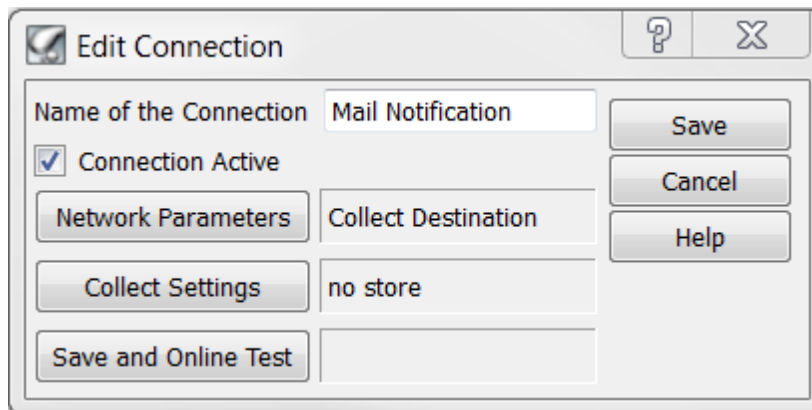 Edit Connection
Name of the Connection Mail Notification
Save
Connection Active
Cancel
Network Parameters Collect Destination
Help
Collect Settings no store
Save and Online Test